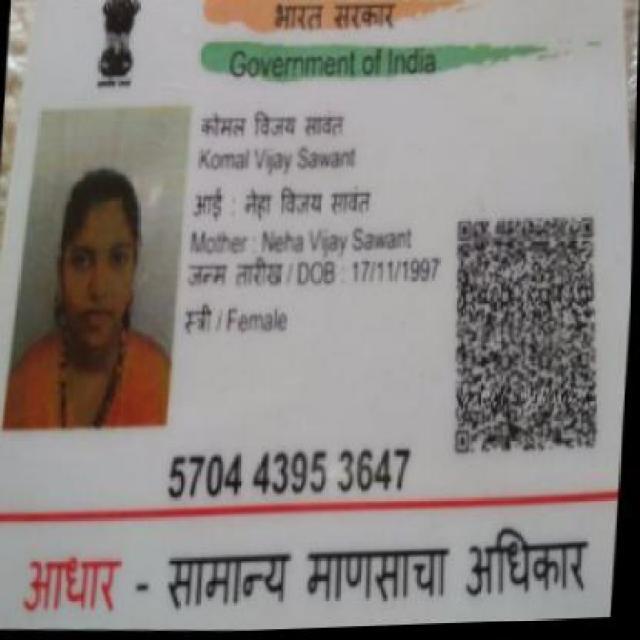 भारत सरकार
Government of India
कोमल विजय सावंत
Komal Vijay Sawant
आई : नेहा विजय सावंत
Mother : Neha Vijay Sawant
जन्म तारीख / DOB : 17/11/1997
स्त्री / Female
5704 4395 3647
आधार - सामान्य माणसाचा अधिकार